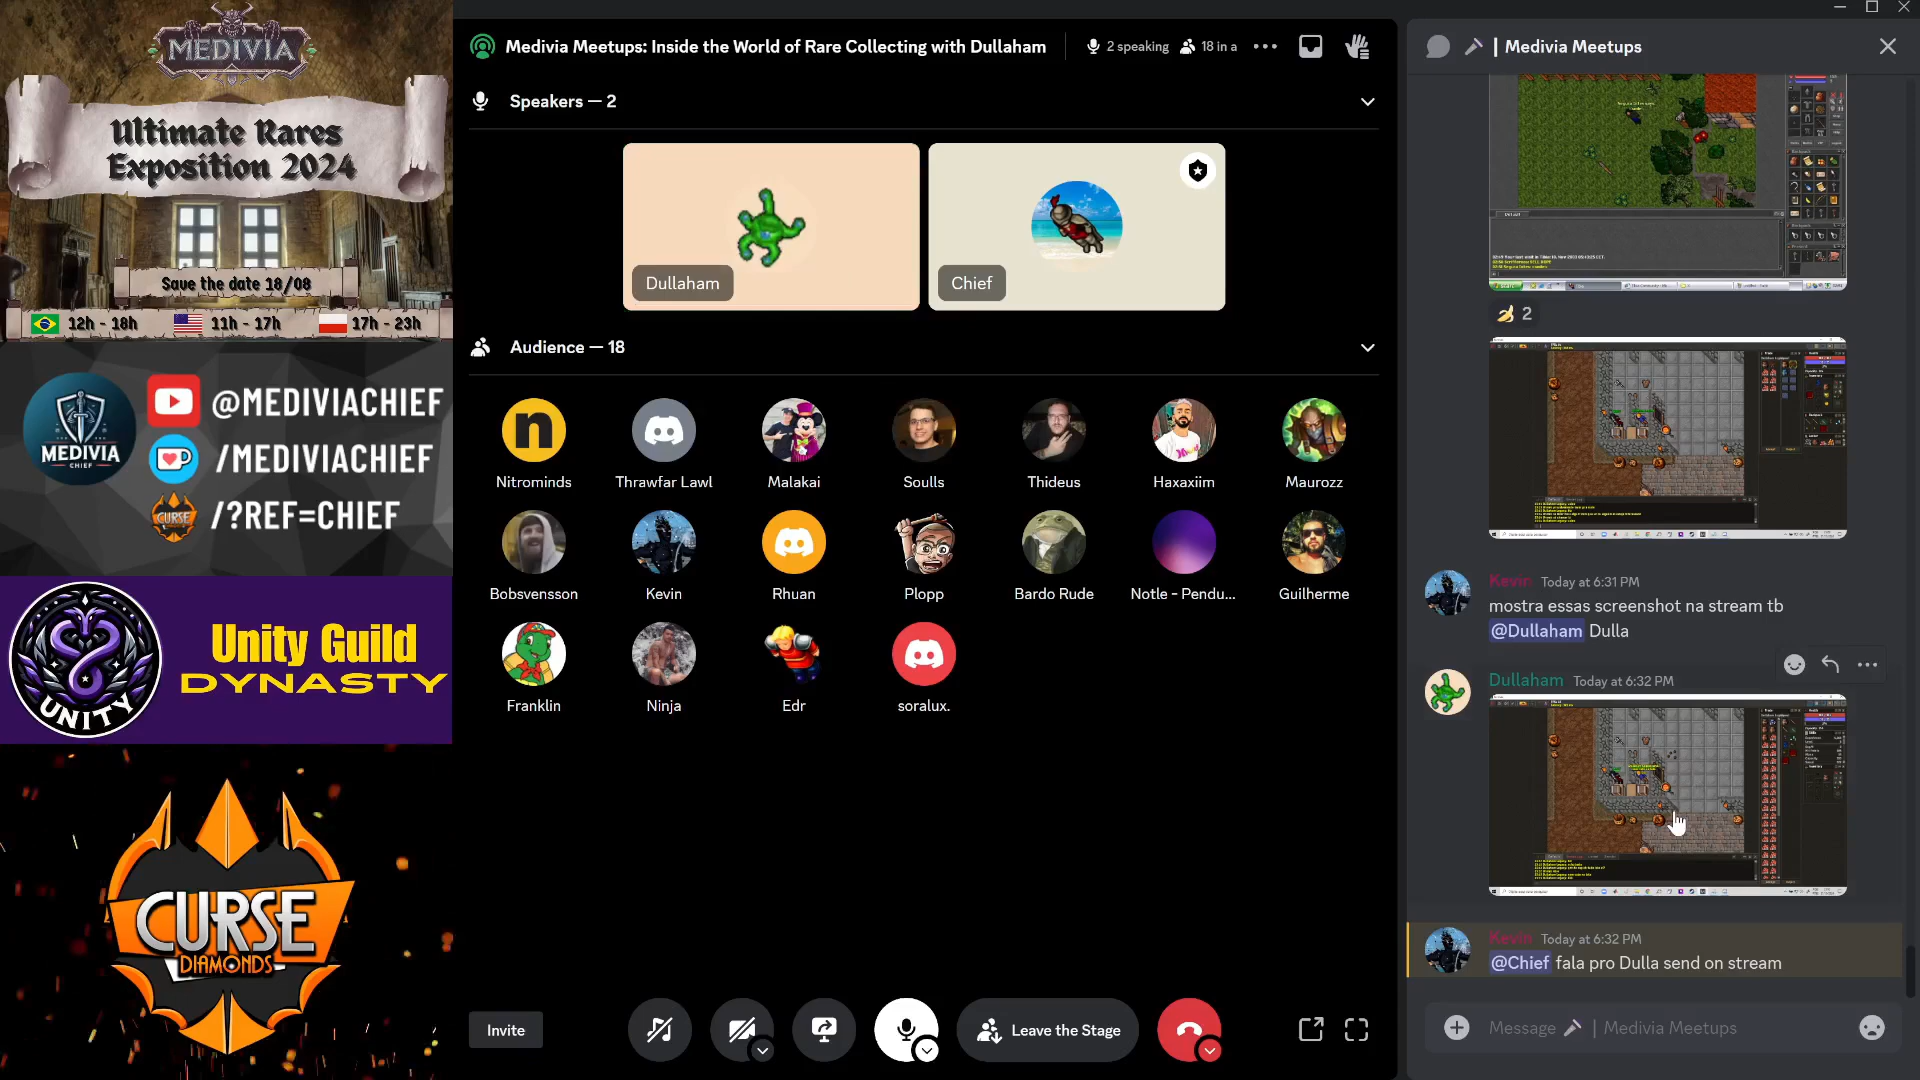 MEDIVIA
Ultimate Rares
Exposition 2024
Save the date 18/08
12h - 18h
11h - 17h
17h - 23h
MEDIVIA
CHIEF
@MEDIVIACHIEF
/MEDIVIACHIEF
CURSE
/?REF=CHIEF
UNITY
Unity Guild
DYNASTY
CURSE
DIAMONDS
Medivia Meetups: Inside the World of Rare Collecting with Dullaham
2 speaking
18 in a
Speakers — 2
Dullaham
Chief
Audience — 18
Nitrominds
Thrawfar Lawl
Malakai
Soulls
Thideus
Haxaxiim
Maurozz
Bobsvensson
Kevin
Rhuan
Plopp
Bardo Rude
Notle - Pendu...
Guilherme
Franklin
Ninja
Edr
soralux.
Invite
Leave the Stage
| Medivia Meetups
2
Kevin Today at 6:31 PM
mostra essas screenshot na stream tb
@Dullaham Dulla
Dullaham Today at 6:32 PM
Kevin Today at 6:32 PM
@Chief fala pro Dulla send on stream
Message | Medivia Meetups